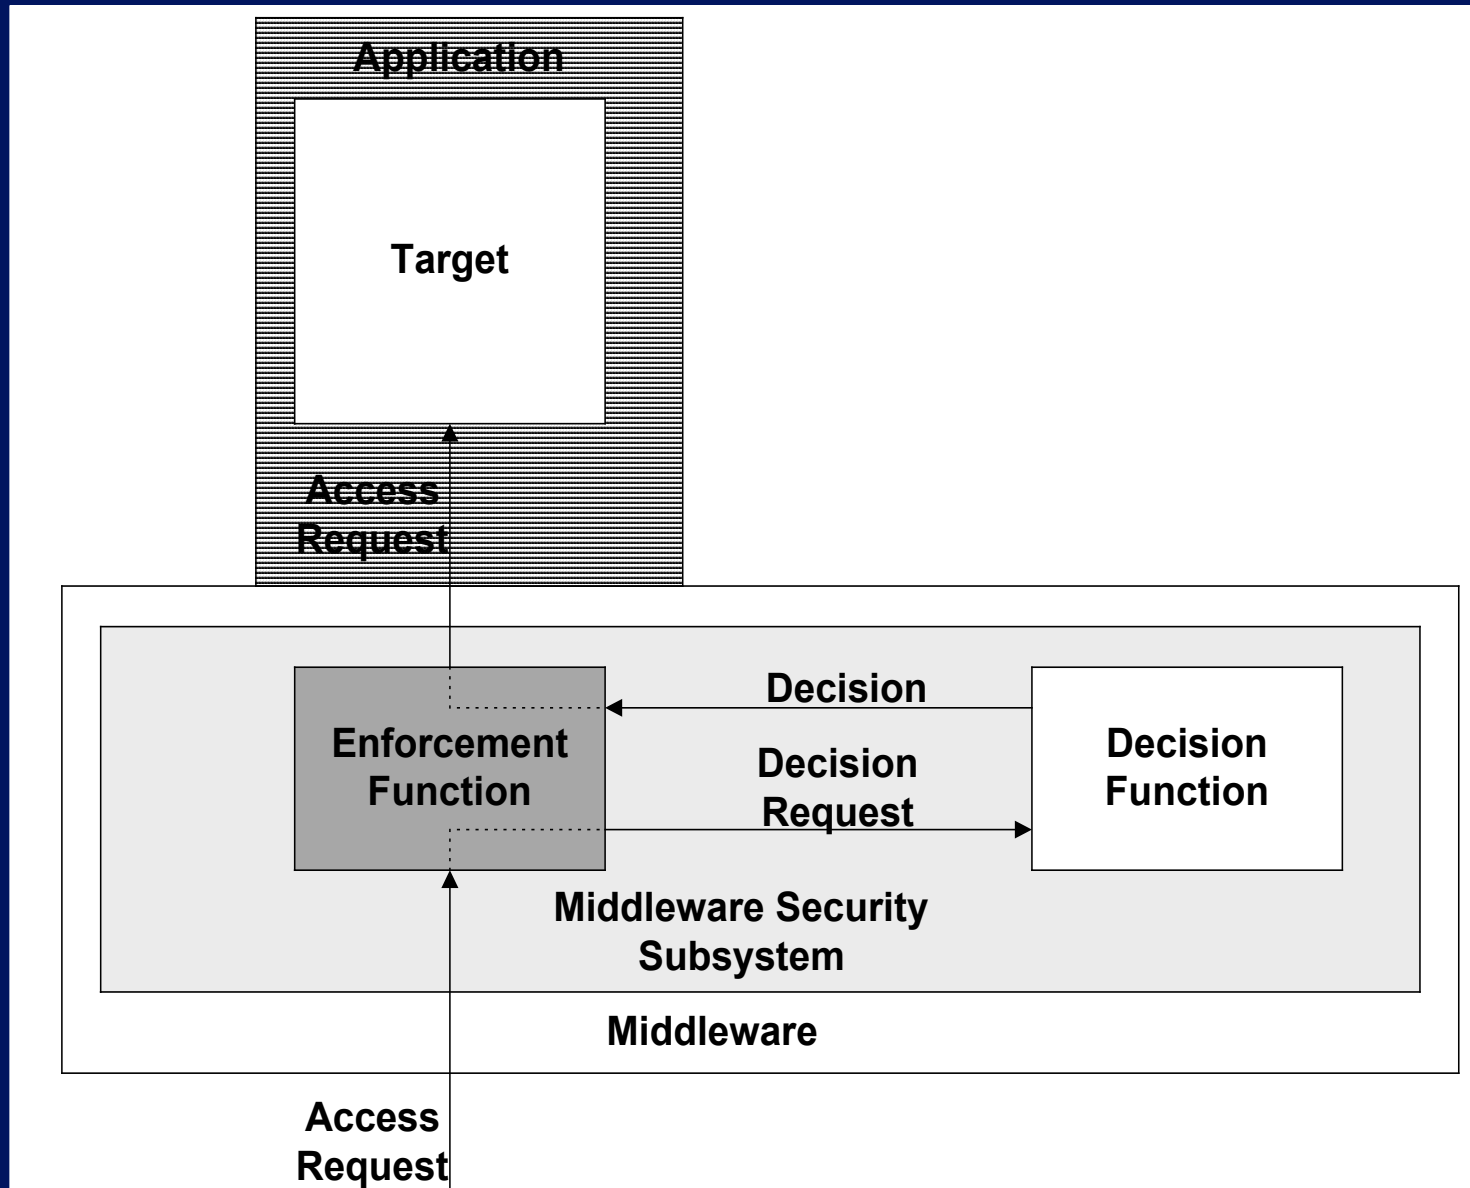 Application
Target
Access
Request
Decision
Enforcement
Function
Decision
Request
Decision
Function
Middleware Security
Subsystem
Middleware
Access
Request